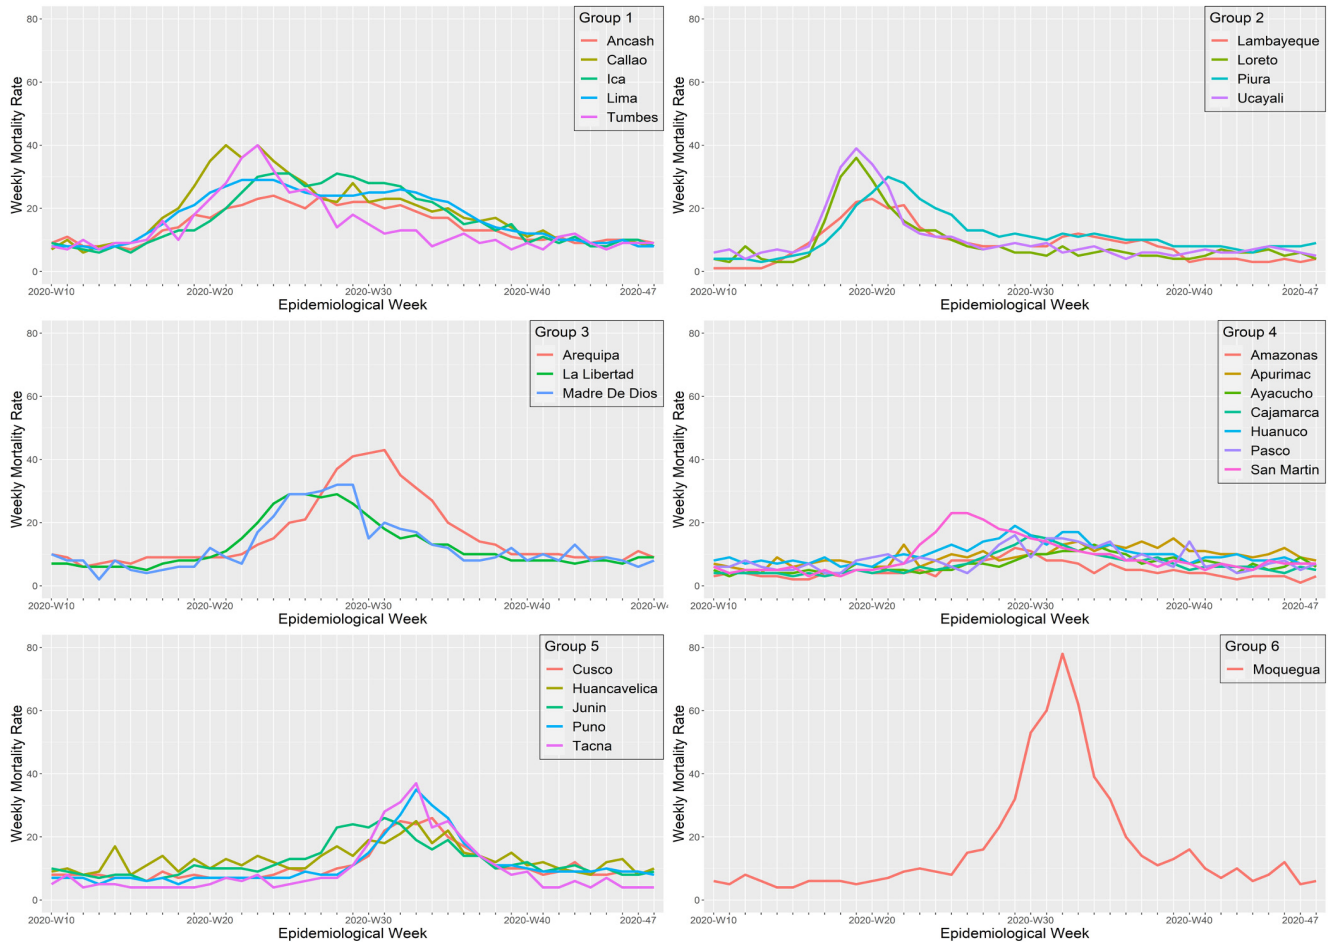 Group 1
Ancash
Callao
Ica
Lima
Tumbes
Weekly Mortality Rate
80
60
40
20
0
2020-W10
2020-W20
2020-W30
2020-W40
2020-47
Epidemiological Week
Group 2
Lambayeque
Loreto
Piura
Ucayali
Weekly Mortality Rate
80
60
40
20
0
2020-W10
2020-W20
2020-W30
2020-W40
2020-47
Epidemiological Week
Group 3
Arequipa
La Libertad
Madre De Dios
Weekly Mortality Rate
80
60
40
20
0
2020-W10
2020-W20
2020-W30
2020-W40
2020-W4
Epidemiological Week
Group 4
Amazonas
Apurimac
Ayacucho
Cajamarca
Huanuco
Pasco
San Martin
Weekly Mortality Rate
80
60
40
20
0
2020-W10
2020-W20
2020-W30
2020-W40
2020-47
Epidemiological Week
Group 5
Cusco
Huancavelica
Junin
Puno
Tacna
Weekly Mortality Rate
80
60
40
20
0
2020-W10
2020-W20
2020-W30
2020-W40
2020-47
Epidemiological Week
Group 6
Moquegua
Weekly Mortality Rate
80
60
40
20
0
2020-W10
2020-W20
2020-W30
2020-W40
2020-47
Epidemiological Week